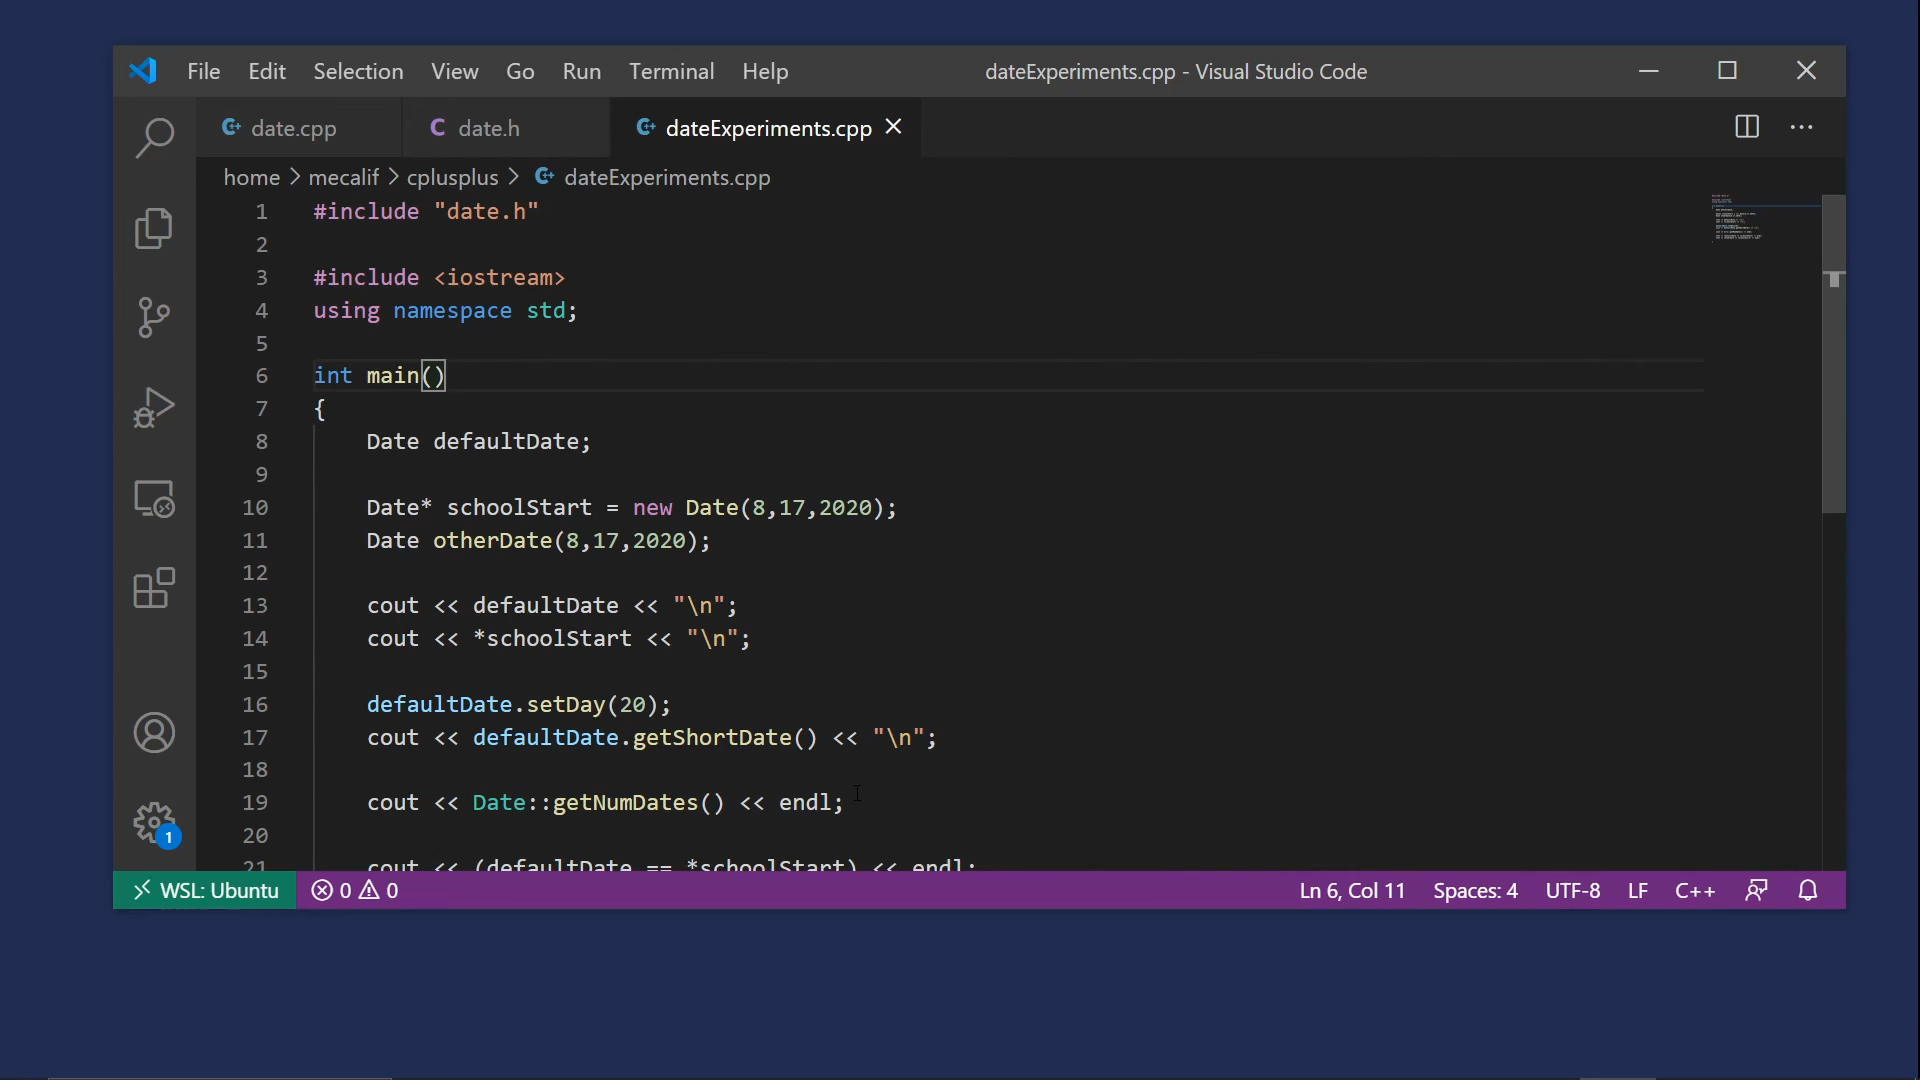 File Edit Selection View Go Run Terminal Help dateExperiments.cpp - Visual Studio Code
date.cpp date.h dateExperiments.cpp
home > mecalif > cplusplus > dateExperiments.cpp
1 #include "date.h"
2
3 #include <iostream>
4 using namespace std;
5
6 int main()
7 {
8 Date defaultDate;
9
10 Date* schoolStart = new Date(8,17,2020);
11 Date otherDate(8,17,2020);
12
13 cout << defaultDate << "\n";
14 cout << *schoolStart << "\n";
15
16 defaultDate.setDay(20);
17 cout << defaultDate.getShortDate() << "\n";
18
19 cout << Date::getNumDates() << endl;
20
21 cout << (defaultDate == *schoolStart) << endl;
1
WSL: Ubuntu 0 0 Ln 6, Col 11 Spaces: 4 UTF-8 LF C++